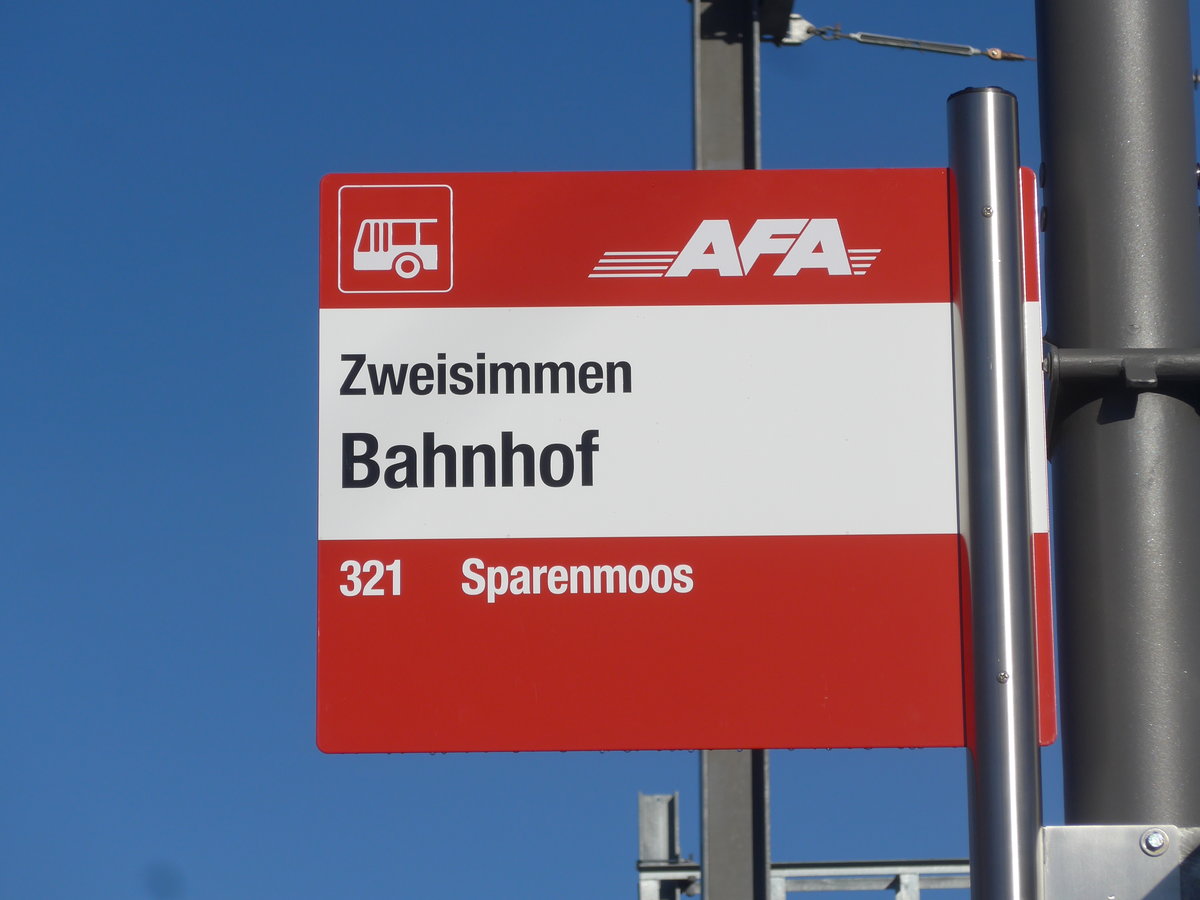 AFA
Zweisimmen
Bahnhof
321 Sparenmoos